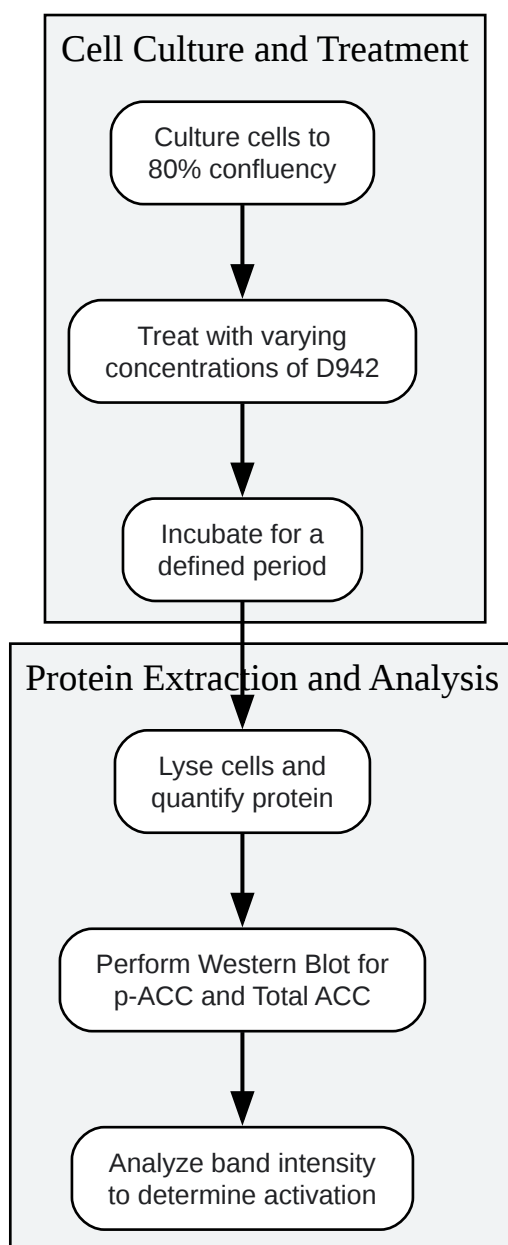 Cell Culture and Treatment
Culture cells to
80% confluency
Treat with varying
concentrations of D942
Incubate for a
defined period
Protein Extraction and Analysis
Lyse cells and
quantify protein
Perform Western Blot for
p-ACC and Total ACC
Analyze band intensity
to determine activation